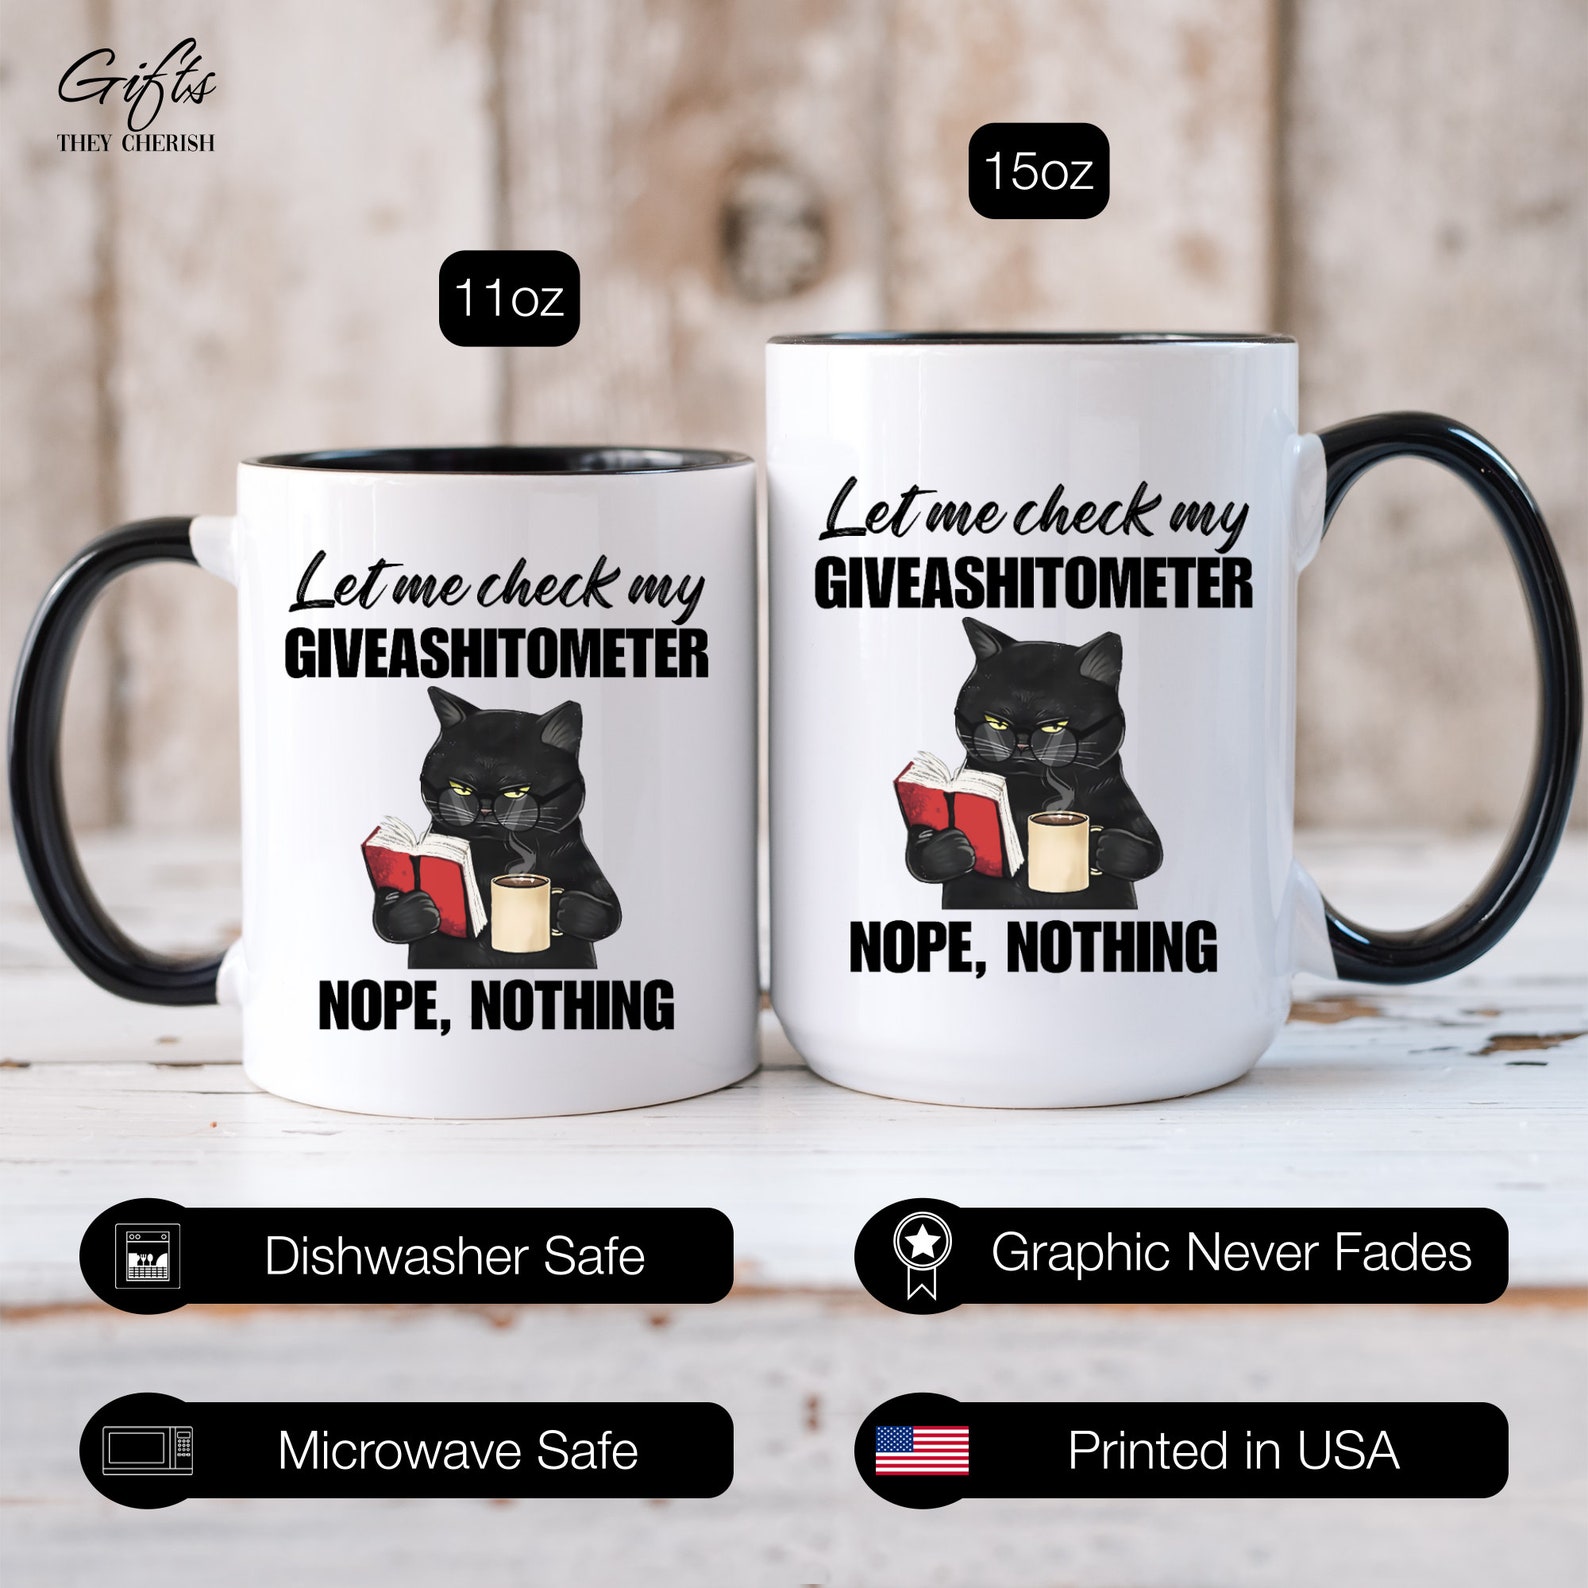 Gifts
THEY CHERISH
11oz
15oz
Let me check my
GIVEASHITOMETER
NOPE, NOTHING
Let me check my
GIVEASHITOMETER
NOPE, NOTHING
Dishwasher Safe
Graphic Never Fades
Microwave Safe
Printed in USA